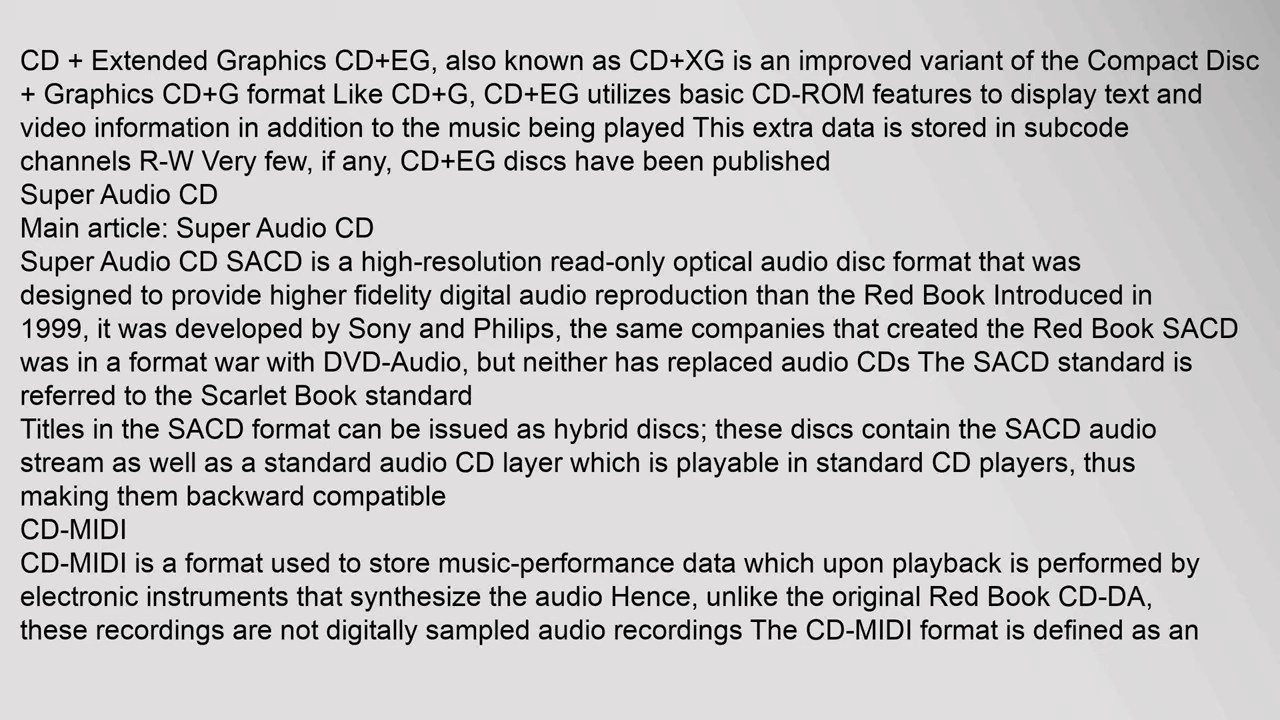 CD + Extended Graphics CD+EG, also known as CD+XG is an improved variant of the Compact Disc
+ Graphics CD+G format Like CD+G, CD+EG utilizes basic CD-ROM features to display text and
video information in addition to the music being played This extra data is stored in subcode
channels R-W Very few, if any, CD+EG discs have been published
Super Audio CD
Main article: Super Audio CD
Super Audio CD SACD is a high-resolution read-only optical audio disc format that was
designed to provide higher fidelity digital audio reproduction than the Red Book Introduced in
1999, it was developed by Sony and Philips, the same companies that created the Red Book SACD
was in a format war with DVD-Audio, but neither has replaced audio CDs The SACD standard is
referred to the Scarlet Book standard
Titles in the SACD format can be issued as hybrid discs; these discs contain the SACD audio
stream as well as a standard audio CD layer which is playable in standard CD players, thus
making them backward compatible
CD-MIDI
CD-MIDI is a format used to store music-performance data which upon playback is performed by
electronic instruments that synthesize the audio Hence, unlike the original Red Book CD-DA,
these recordings are not digitally sampled audio recordings The CD-MIDI format is defined as an